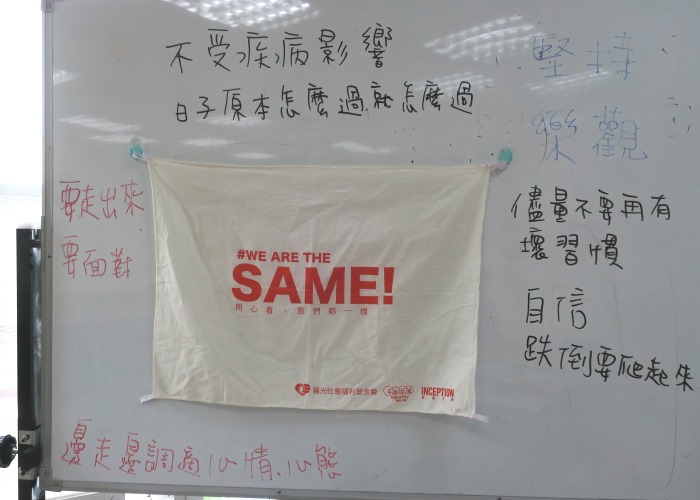 不受疾病影響
日子原本怎麼過就怎麼過
堅持
樂觀
要走出來
要面對
#WE ARE THE
SAME!
用心看，我們都一樣
陽光社會福利基金會
equality
INCEPTION
儘量不要再有
壞習慣
自信
跌倒要爬起來
邊走邊調適心情、心態